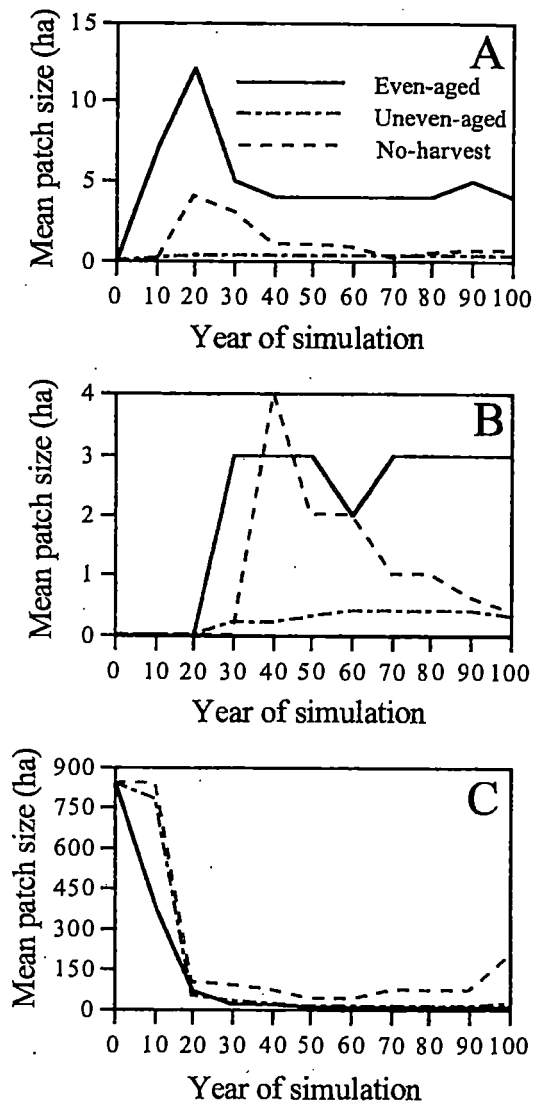 A
Mean patch size (ha)
15
10
5
0
Even-aged
Uneven-aged
No-harvest
0 10 20 30 40 50 60 70 80 90 100
Year of simulation
B
Mean patch size (ha)
4
3
2
1
0
0 10 20 30 40 50 60 70 80 90 100
Year of simulation
C
Mean patch size (ha)
900
750
600
450
300
150
0
0 10 20 30 40 50 60 70 80 90 100
Year of simulation